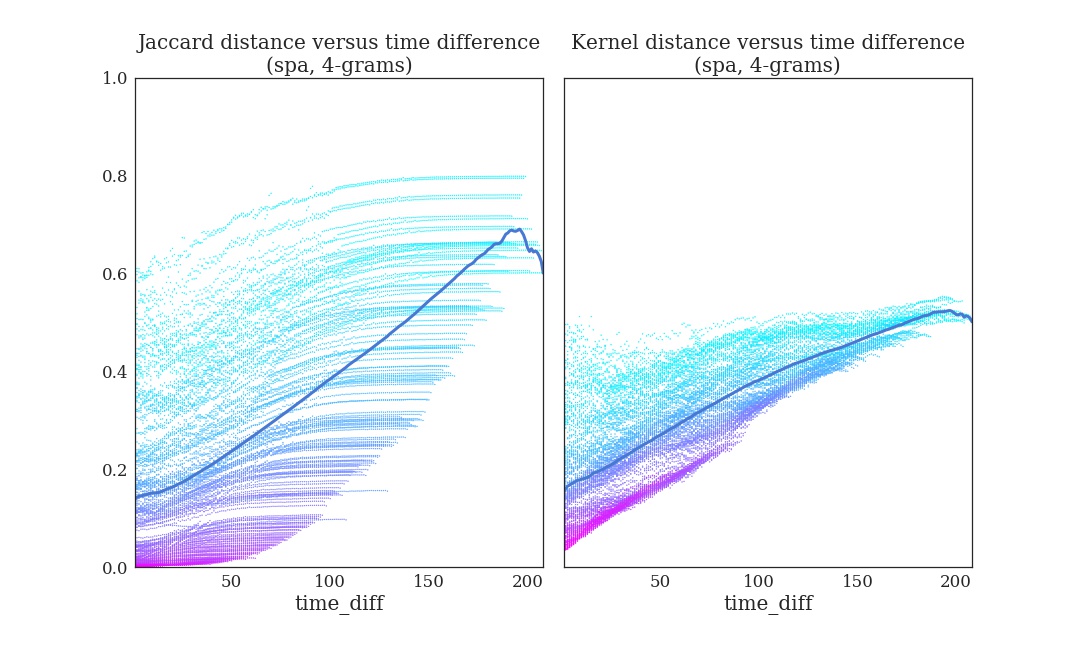 Jaccard distance versus time difference
(spa, 4-grams)
Kernel distance versus time difference
(spa, 4-grams)
1.0
0.8
0.6
0.4
0.2
0.0
50 100 150 200
time_diff
50 100 150 200
time_diff